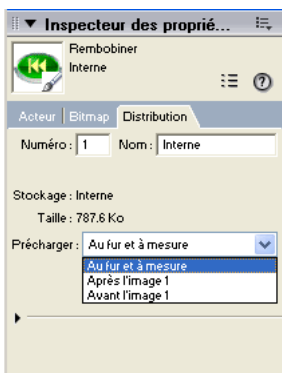 Inspecteur des proprié...
Rembobiner
Interne
Acteur Bitmap Distribution
Numéro : 1 Nom : Interne
Stockage : Interne
Taille : 787.6 Ko
Précharger : Au fur et à mesure
Au fur et à mesure
Après l'image 1
Avant l'image 1